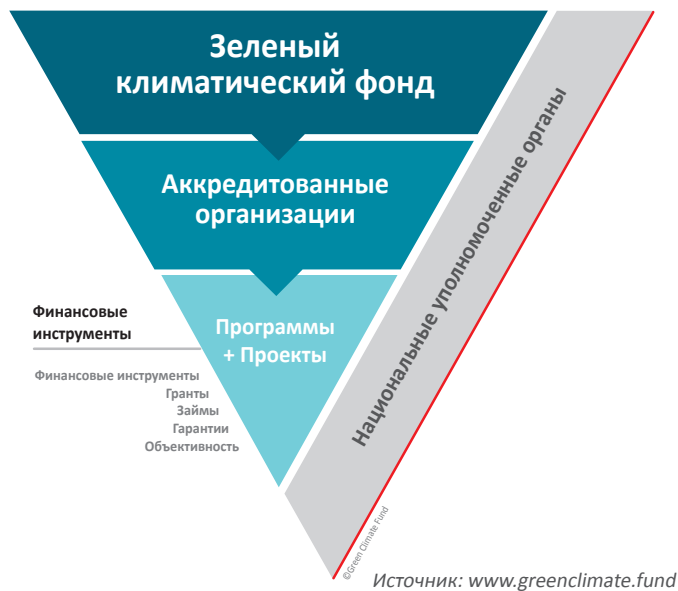 Зеленый
климатический фонд
Аккредитованные
организации
Программы
+ Проекты
Финансовые
инструменты
Финансовые инструменты
Гранты
Займы
Гарантии
Объективность
Национальные уполномоченные органы
©Green Climate Fund
Источник: www.greenclimate.fund